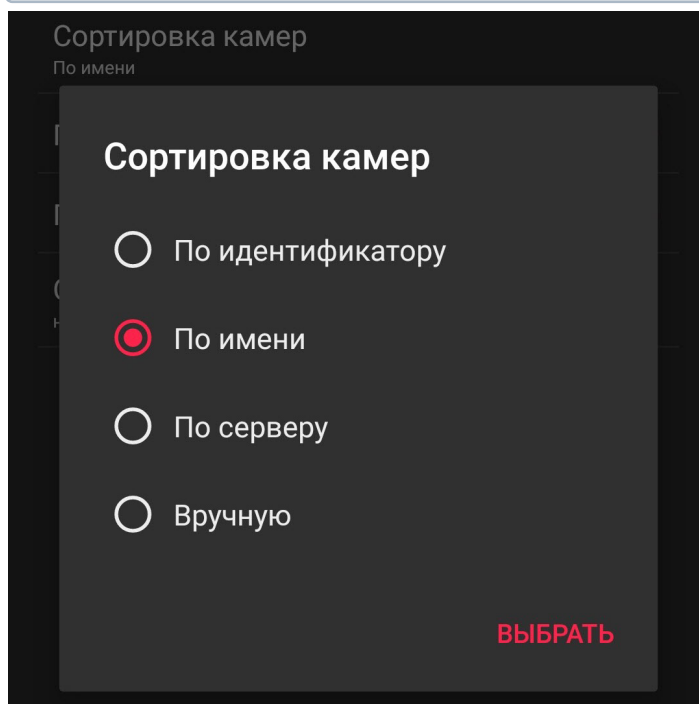 Сортировка камер
По имени
Сортировка камер
По идентификатору
По имени
По серверу
Вручную
ВЫБРАТЬ